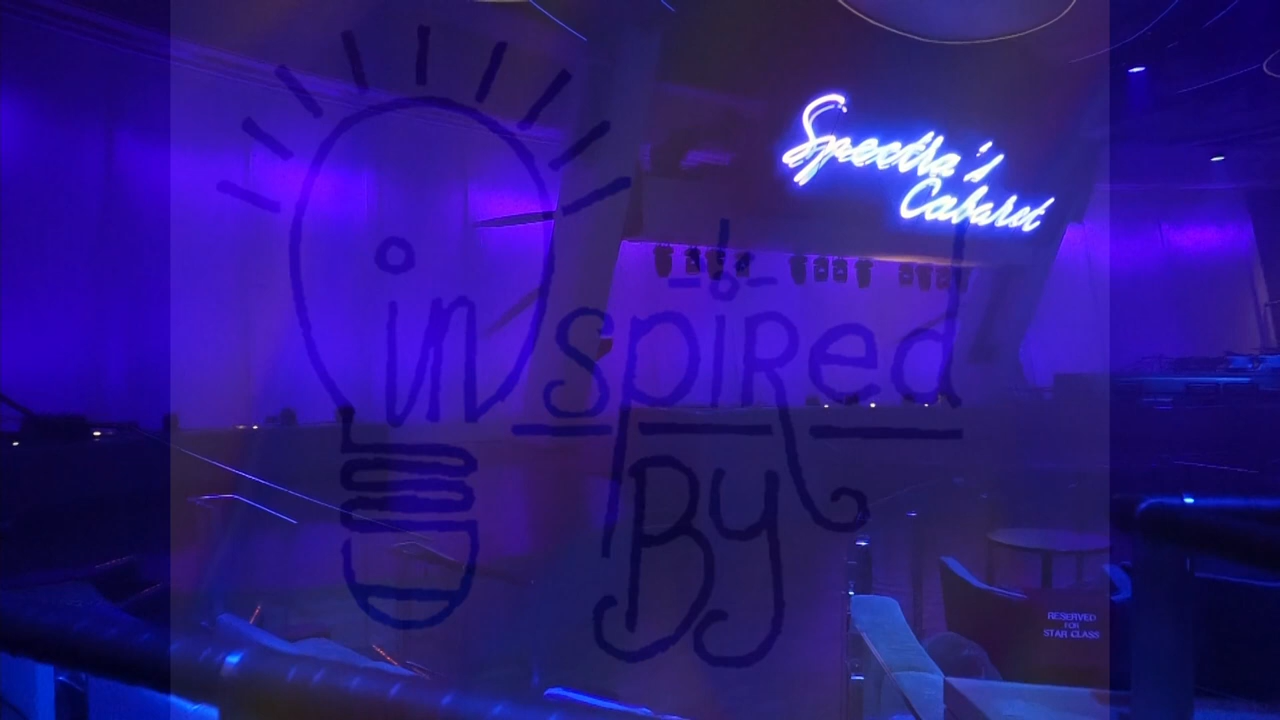 Spectra's
Cabaret
inspired
By
RESERVED
FOR
STAR CLASS